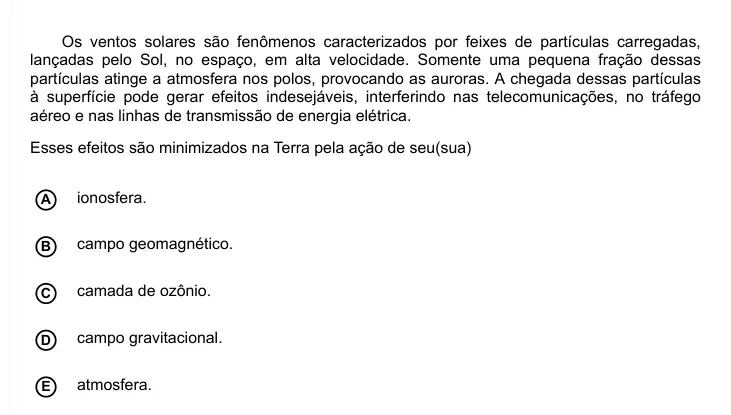 Os ventos solares são fenômenos caracterizados por feixes de partículas carregadas,
lançadas pelo Sol, no espaço, em alta velocidade. Somente uma pequena fração dessas
partículas atinge a atmosfera nos polos, provocando as auroras. A chegada dessas partículas
à superfície pode gerar efeitos indesejáveis, interferindo nas telecomunicações, no tráfego
aéreo e nas linhas de transmissão de energia elétrica.
Esses efeitos são minimizados na Terra pela ação de seu(sua)
A ionosfera.
B campo geomagnético.
C camada de ozônio.
D campo gravitacional.
E atmosfera.